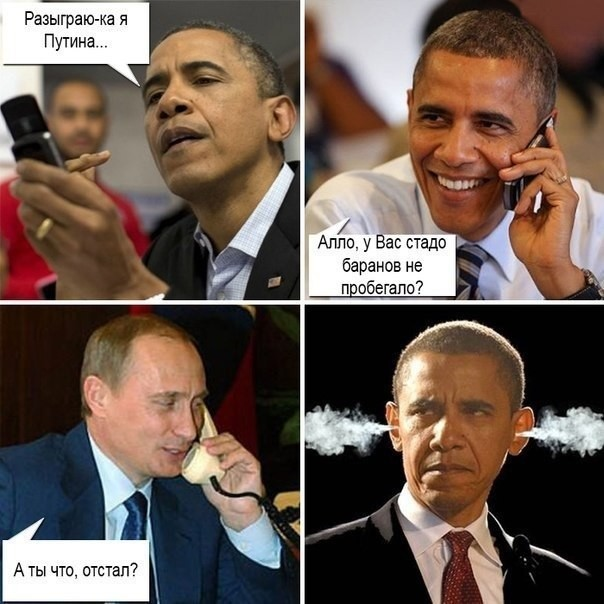 Разыграю-ка я
Путина...
Алло, у Вас стадо
баранов не
пробегало?
А ты что, отстал?